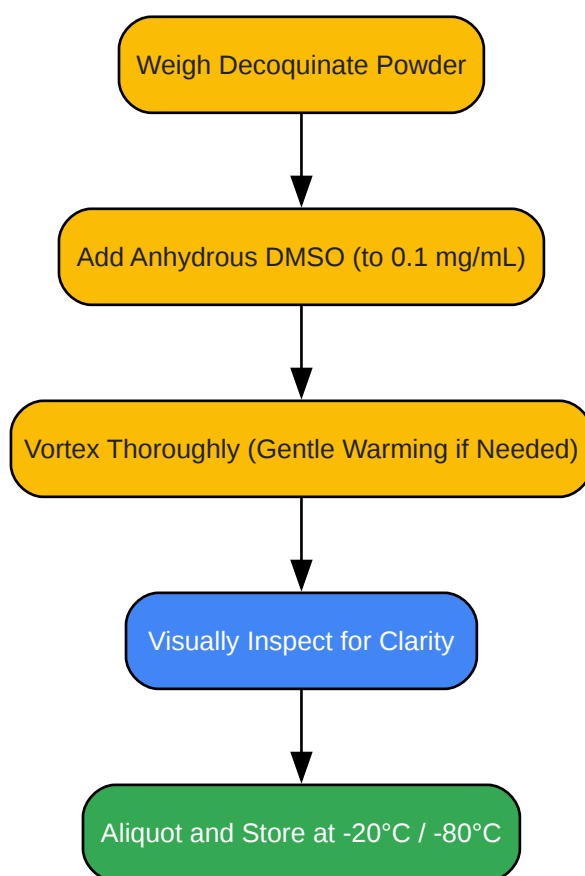 Weigh Decoquinate Powder
Add Anhydrous DMSO (to 0.1 mg/mL)
Vortex Thoroughly (Gentle Warming if Needed)
Visually Inspect for Clarity
Aliquot and Store at -20°C / -80°C